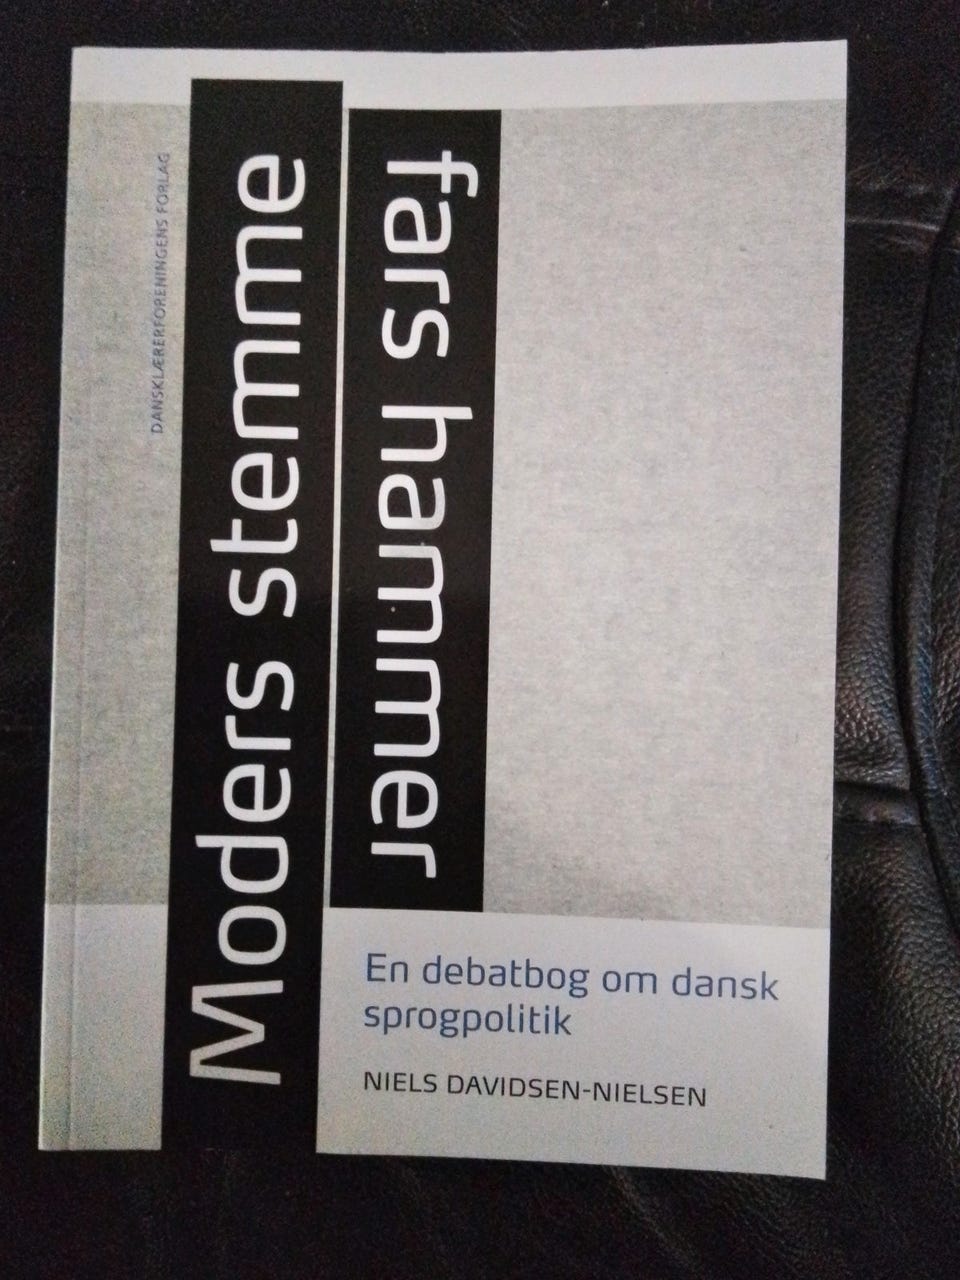 DANSKLÆRERFORENINGENS FORLAG
Moders stemme
fars hammer
En debatbog om dansk
sprogpolitik
NIELS DAVIDSEN-NIELSEN